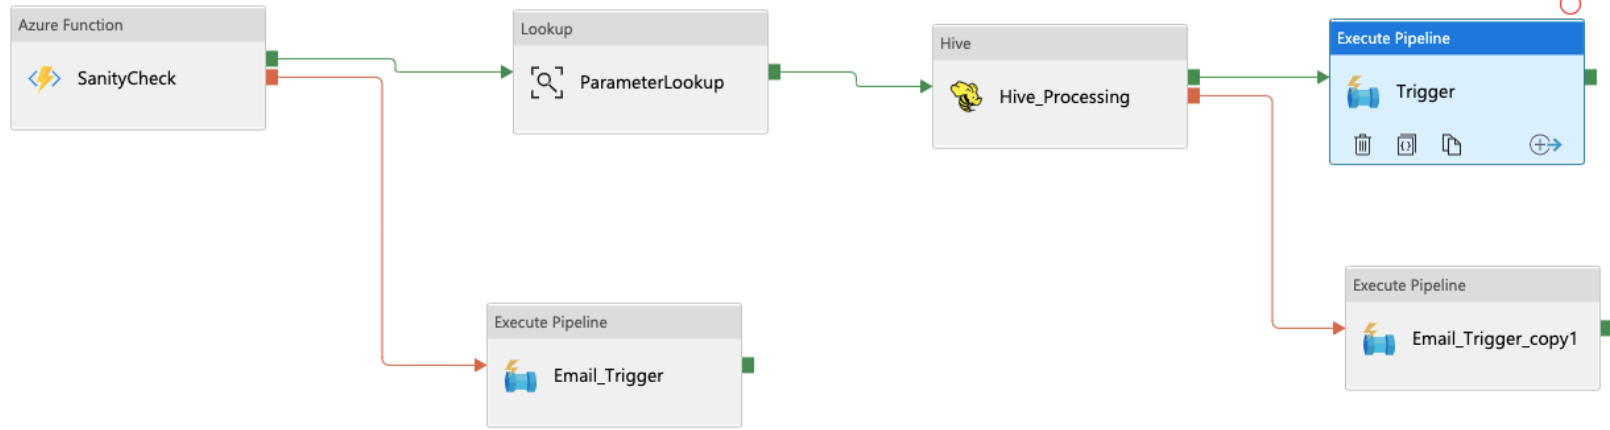 Azure Function
SanityCheck
Lookup
ParameterLookup
Hive
Hive_Processing
Execute Pipeline
Trigger
Execute Pipeline
Email_Trigger
Execute Pipeline
Email_Trigger_copy1